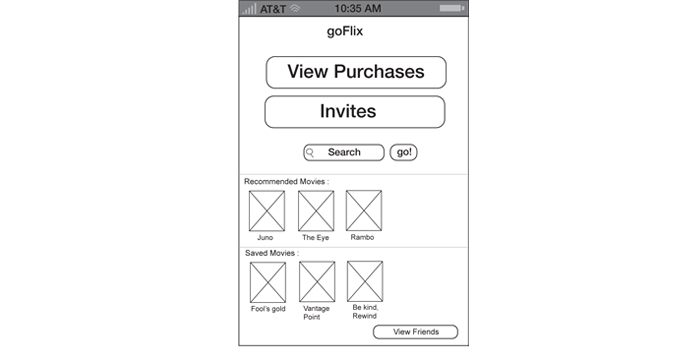 AT&T 10:35 AM
goFlix
View Purchases
Invites
Search go!
Recommended Movies :
Juno The Eye Rambo
Saved Movies :
Fool's gold Vantage Be kind,
Point Rewind
View Friends